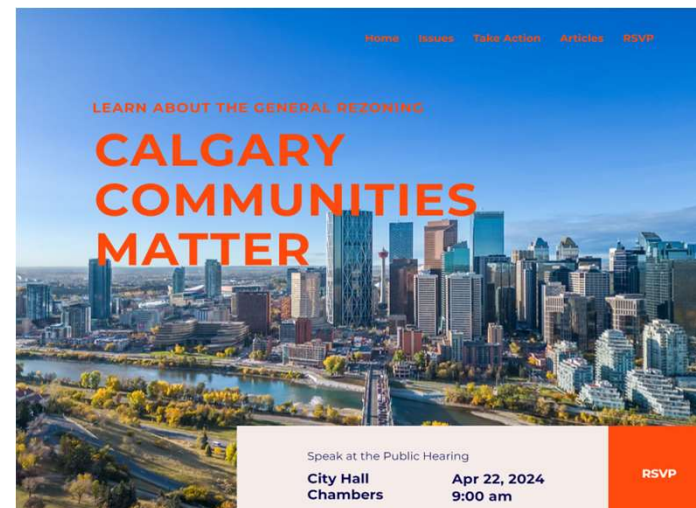 Home Issues Take Action Articles RSVP
LEARN ABOUT THE GENERAL REZONING
CALGARY
COMMUNITIES
MATTER
Speak at the Public Hearing
City Hall Apr 22, 2024
Chambers 9:00 am
RSVP